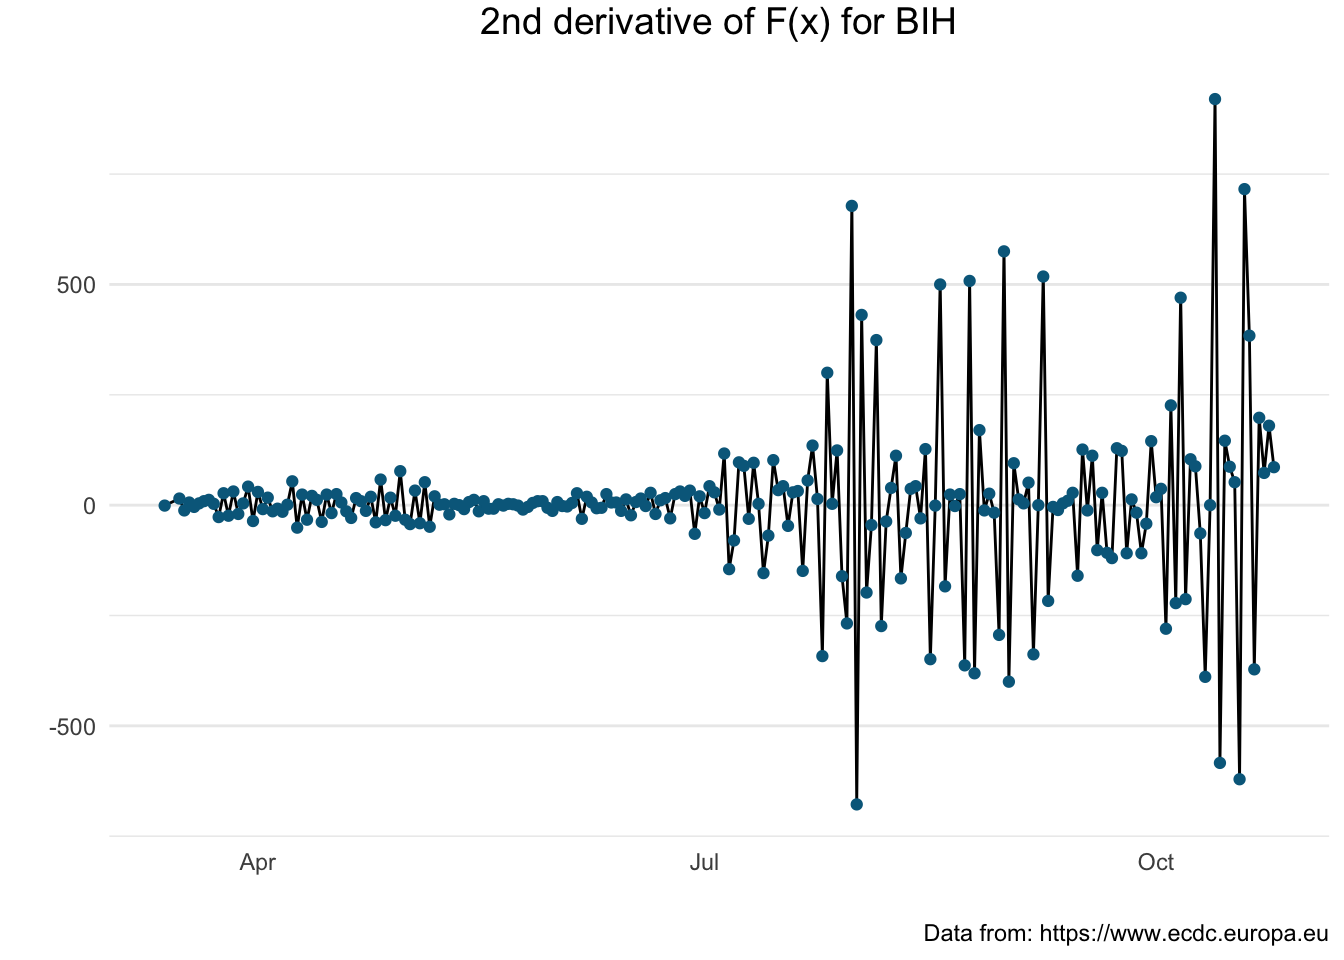 2nd derivative of F(x) for BIH
500
0
-500
Apr Jul Oct
Data from: https://www.ecdc.europa.eu